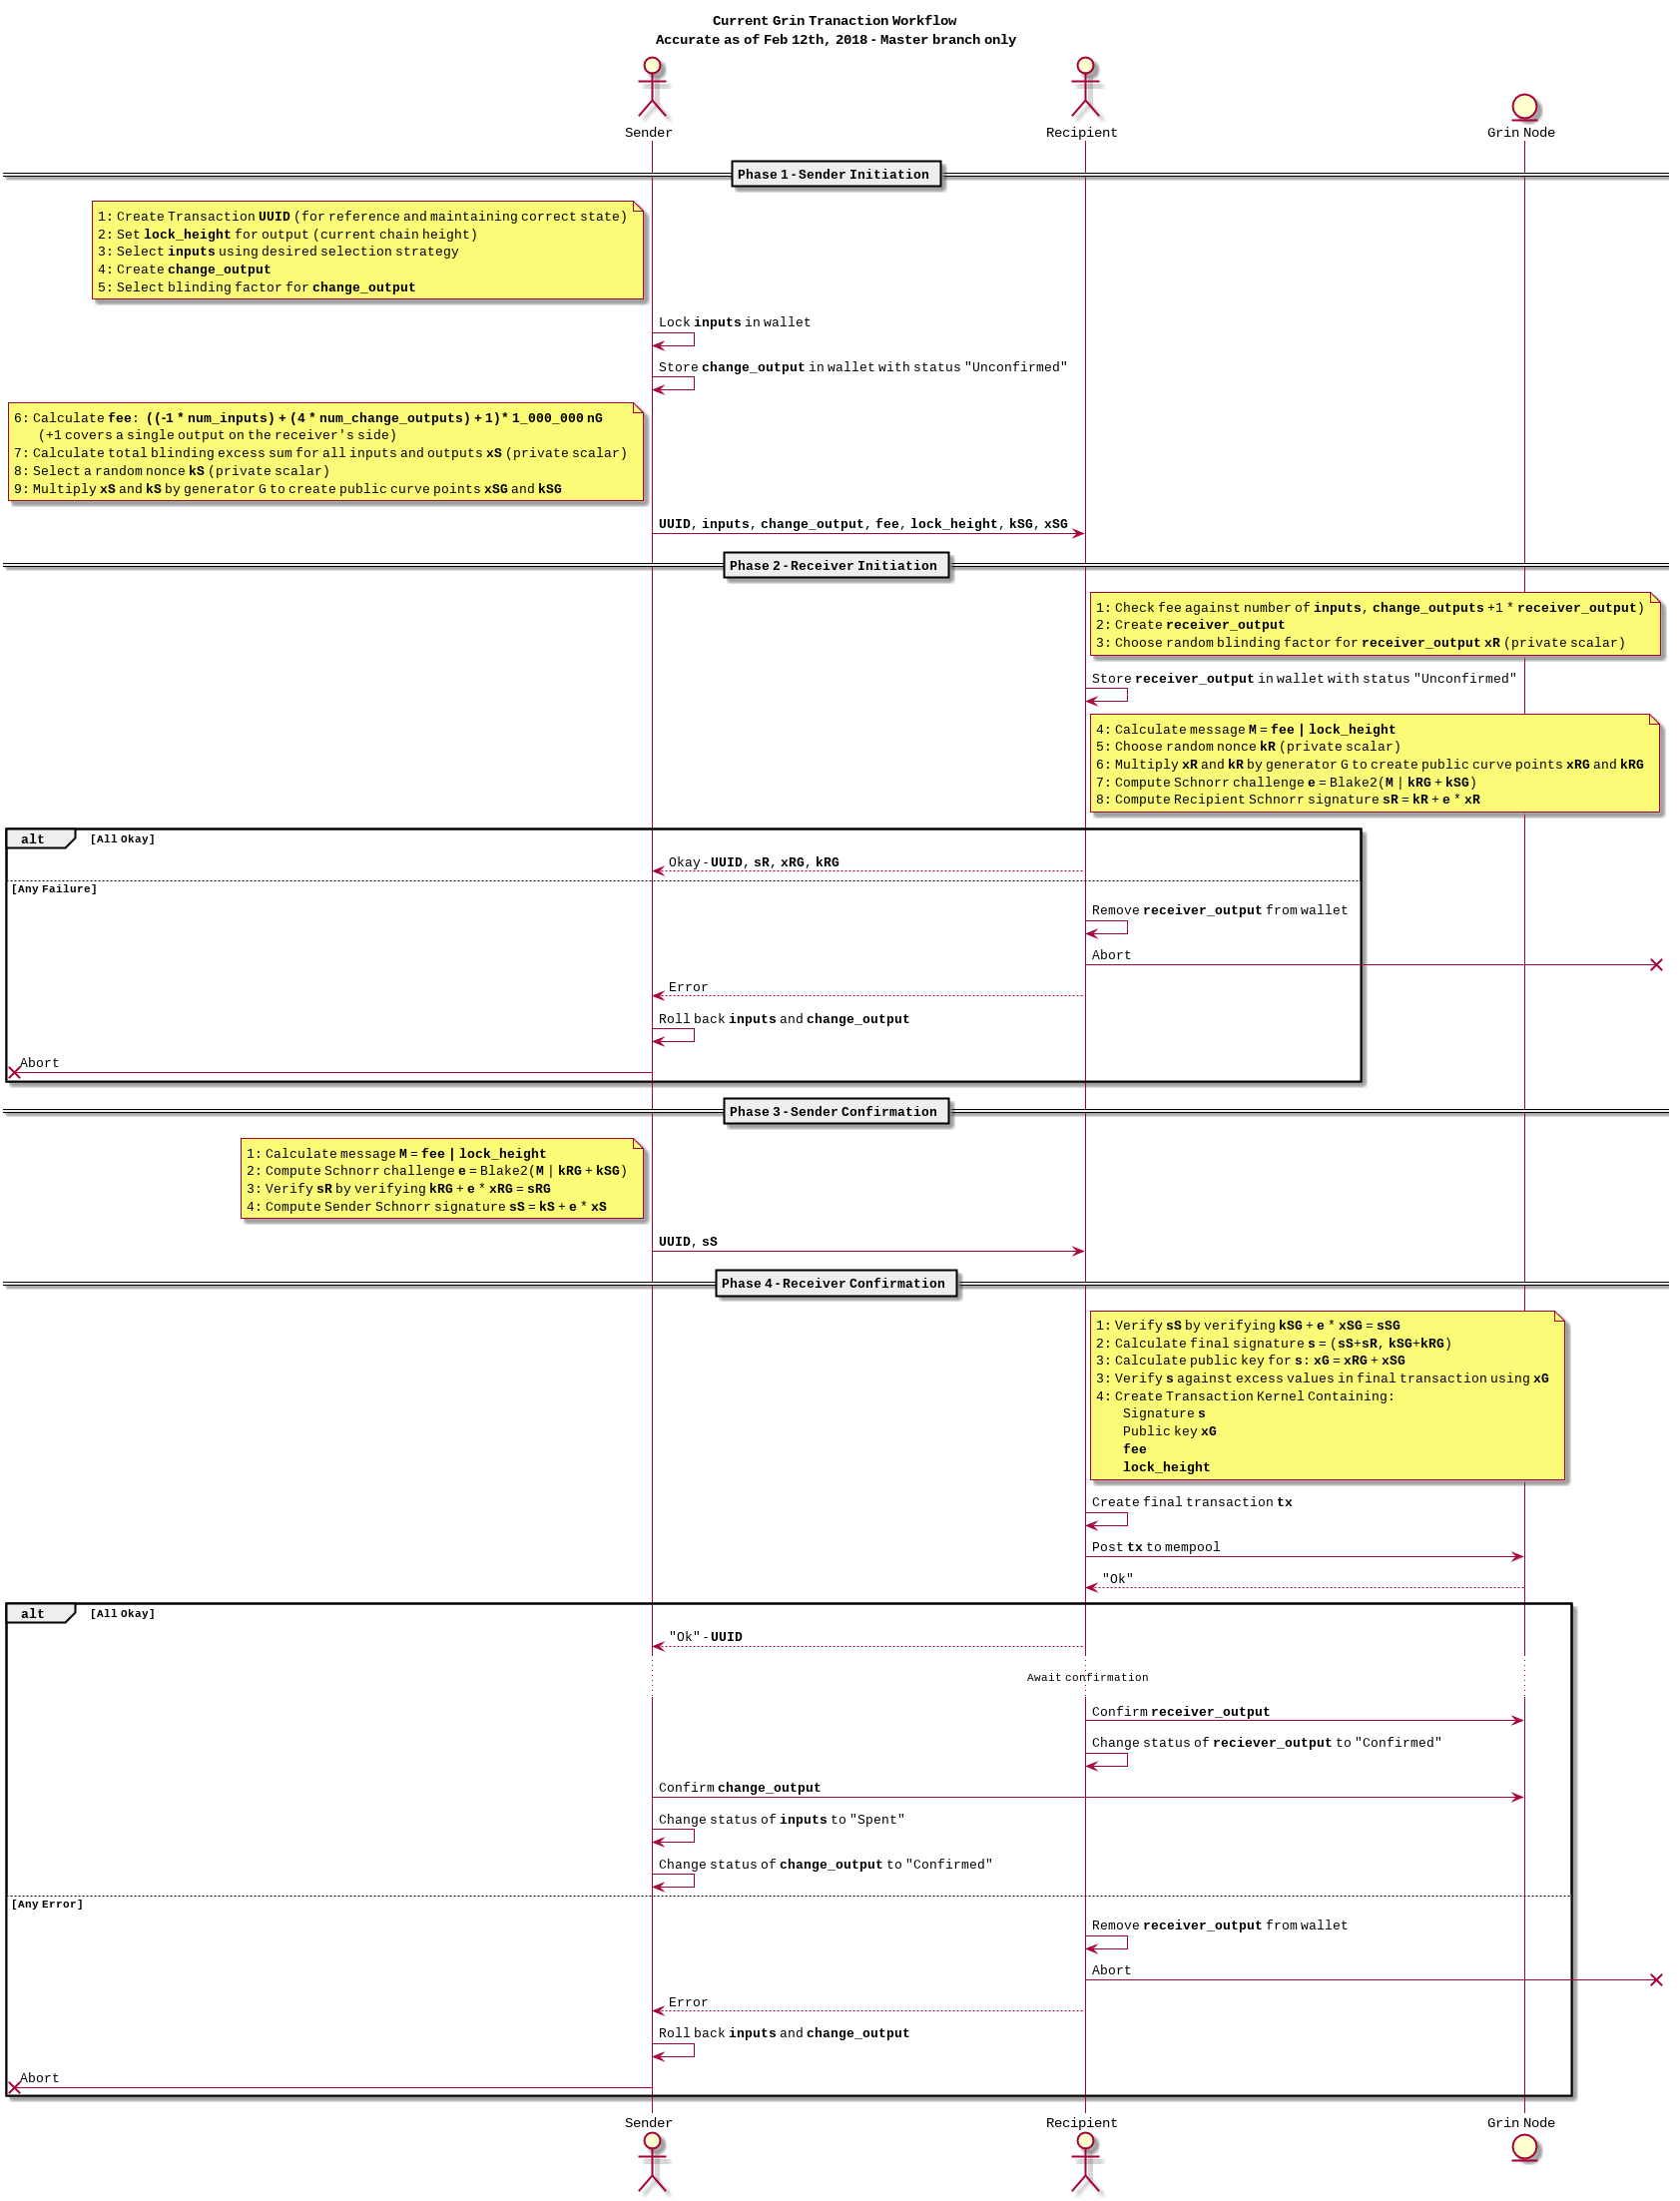 Current Grin Tranaction Workflow
Accurate as of Feb 12th, 2018 - Master branch only
Sender
Recipient
Grin Node
Phase 1 - Sender Initiation
1: Create Transaction UUID (for reference and maintaining correct state)
2: Set lock_height for output (current chain height)
3: Select inputs using desired selection strategy
4: Create change_output
5: Select blinding factor for change_output
Lock inputs in wallet
Store change_output in wallet with status "Unconfirmed"
6: Calculate fee: ((-1 * num_inputs) + (4 * num_change_outputs) + 1)* 1_000_000 nG
(+1 covers a single output on the receiver's side)
7: Calculate total blinding excess sum for all inputs and outputs xS (private scalar)
8: Select a random nonce kS (private scalar)
9: Multiply xS and kS by generator G to create public curve points xSG and kSG
UUID, inputs, change_output, fee, lock_height, kSG, xSG
Phase 2 - Receiver Initiation
1: Check fee against number of inputs, change_outputs +1 * receiver_output)
2: Create receiver_output
3: Choose random blinding factor for receiver_output xR (private scalar)
Store receiver_output in wallet with status "Unconfirmed"
4: Calculate message M = fee | lock_height
5: Choose random nonce kR (private scalar)
6: Multiply xR and kR by generator G to create public curve points xRG and kRG
7: Compute Schnorr challenge e = Blake2(M | kRG + kSG)
8: Compute Recipient Schnorr signature sR = kR + e * xR
alt [All Okay]
Okay - UUID, sR, xRG, kRG
[Any Failure]
Remove receiver_output from wallet
Abort
Error
Roll back inputs and change_output
Abort
Phase 3 - Sender Confirmation
1: Calculate message M = fee | lock_height
2: Compute Schnorr challenge e = Blake2(M | kRG + kSG)
3: Verify sR by verifying kRG + e * xRG = sRG
4: Compute Sender Schnorr signature sS = kS + e * xS
UUID, sS
Phase 4 - Receiver Confirmation
1: Verify sS by verifying kSG + e * xSG = sSG
2: Calculate final signature s = (sS+sR, kSG+kRG)
3: Calculate public key for s: xG = xRG + xSG
3: Verify s against excess values in final transaction using xG
4: Create Transaction Kernel Containing:
Signature s
Public key xG
fee
lock_height
Create final transaction tx
Post tx to mempool
"Ok"
alt [All Okay]
"Ok" - UUID
Await confirmation
Confirm receiver_output
Change status of reciever_output to "Confirmed"
Confirm change_output
Change status of inputs to "Spent"
Change status of change_output to "Confirmed"
[Any Error]
Remove receiver_output from wallet
Abort
Error
Roll back inputs and change_output
Abort
Sender
Recipient
Grin Node